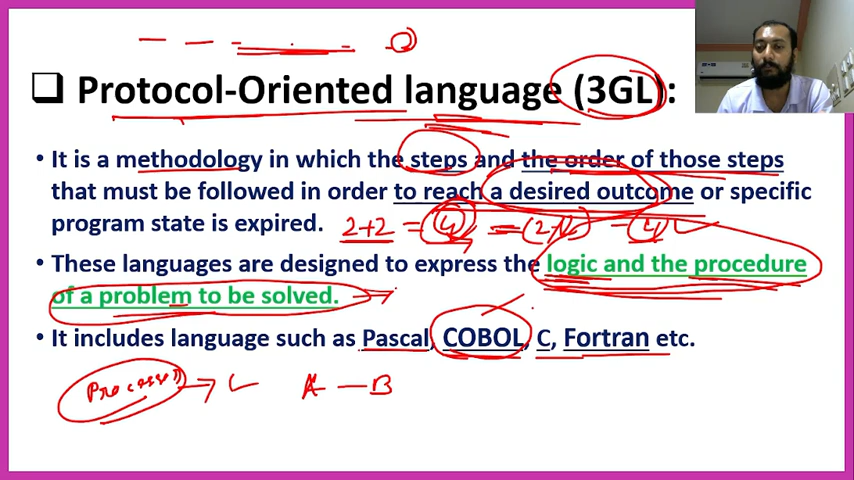 Protocol-Oriented language (3GL):
• It is a methodology in which the steps and the order of those steps
that must be followed in order to reach a desired outcome or specific
program state is expired.
2+2 = 4 = (2+2) = 4
• These languages are designed to express the logic and the procedure
of a problem to be solved.
• It includes language such as Pascal, COBOL, C, Fortran etc.
A — B